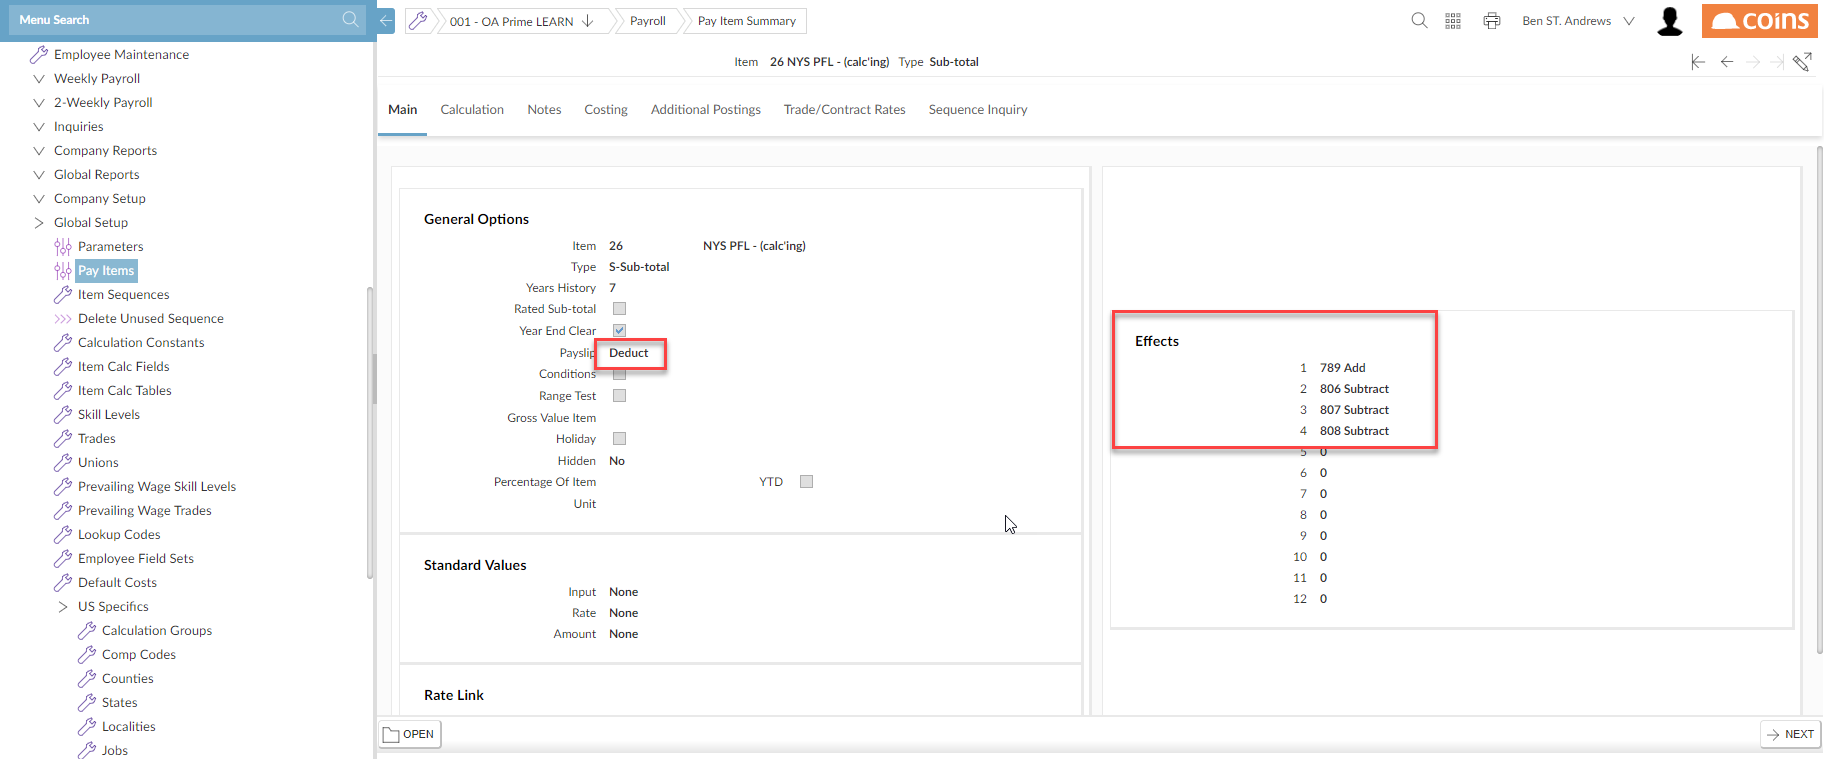 Menu Search
001 - OA Prime LEARN
Payroll
Pay Item Summary
Ben ST. Andrews
coins
Item 26 NYS PFL - (calc'ing) Type Sub-total
Employee Maintenance
Weekly Payroll
2-Weekly Payroll
Inquiries
Company Reports
Global Reports
Company Setup
Global Setup
Parameters
Pay Items
Item Sequences
Delete Unused Sequence
Calculation Constants
Item Calc Fields
Item Calc Tables
Skill Levels
Trades
Unions
Prevailing Wage Skill Levels
Prevailing Wage Trades
Lookup Codes
Employee Field Sets
Default Costs
US Specifics
Calculation Groups
Comp Codes
Counties
States
Localities
Jobs
Main Calculation Notes Costing Additional Postings Trade/Contract Rates Sequence Inquiry
General Options
Item 26 NYS PFL - (calc'ing)
Type S-Sub-total
Years History 7
Rated Sub-total
Year End Clear
Payslip Deduct
Conditions
Range Test
Gross Value Item
Holiday
Hidden No
Percentage Of Item YTD
Unit
Standard Values
Input None
Rate None
Amount None
Rate Link
Effects
1 789 Add
2 806 Subtract
3 807 Subtract
4 808 Subtract
5 0
6 0
7 0
8 0
9 0
10 0
11 0
12 0
OPEN
NEXT